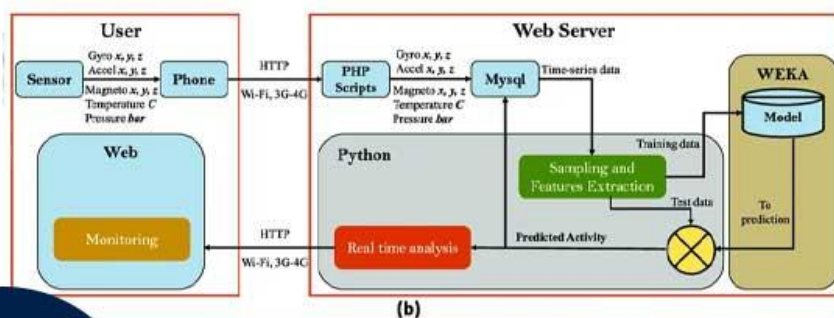 User
Web Server
Gyro x, y, z
Accel x, y, z
Sensor
Phone
Magneto x, y, z
Temperature C
Pressure bar
HTTP
Wi-Fi, 3G-4G
PHP
Scripts
Gyro x, y, z
Accel x, y, z
Magneto x, y, z
Temperature C
Pressure bar
Mysql
Time-series data
WEKA
Model
Training data
Web
Python
Sampling and
Features Extraction
Test data
To
prediction
Monitoring
HTTP
Wi-Fi, 3G-4G
Real time analysis
Predicted Activity
(b)